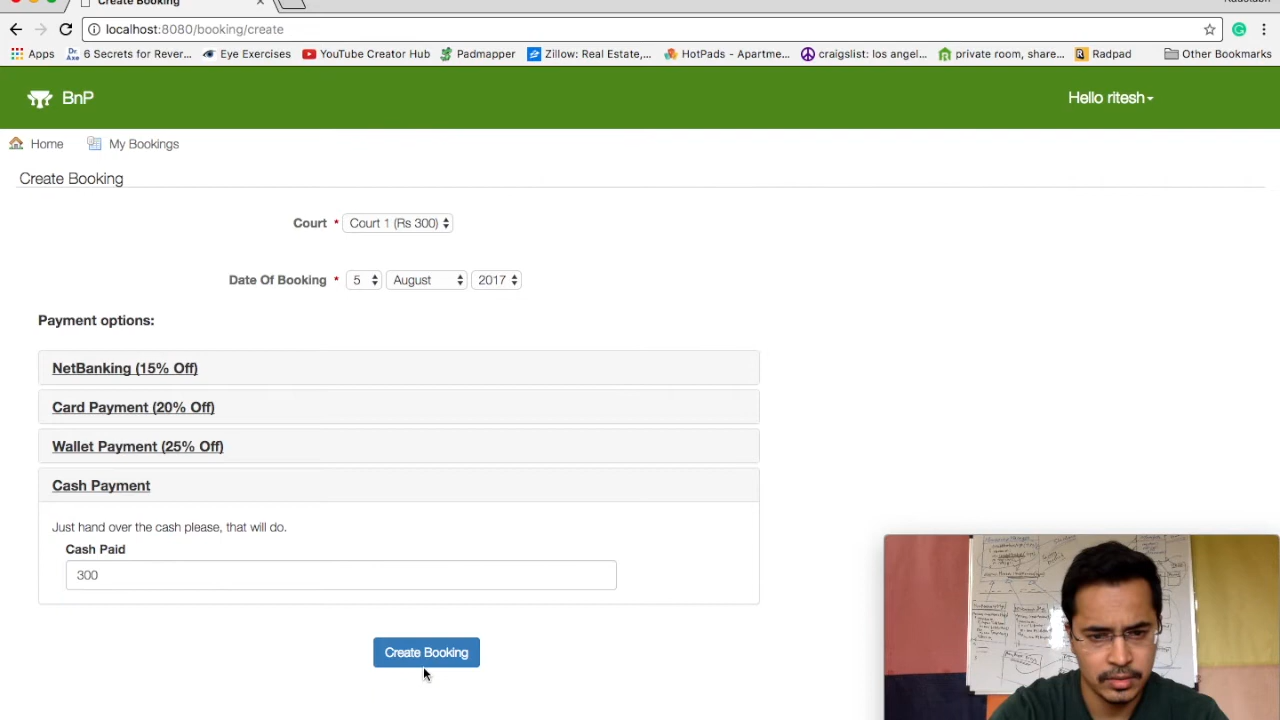 Create Booking
localhost:8080/booking/create
Apps 6 Secrets for Rever... Eye Exercises YouTube Creator Hub Padmapper Zillow: Real Estate,... HotPads - Apartme... craigslist: los angel... private room, share... Radpad Other Bookmarks
BnP
Hello ritesh
Home My Bookings
Create Booking
Court * Court 1 (Rs 300)
Date Of Booking * 5 August 2017
Payment options:
NetBanking (15% Off)
Card Payment (20% Off)
Wallet Payment (25% Off)
Cash Payment
Just hand over the cash please, that will do.
Cash Paid
300
Create Booking